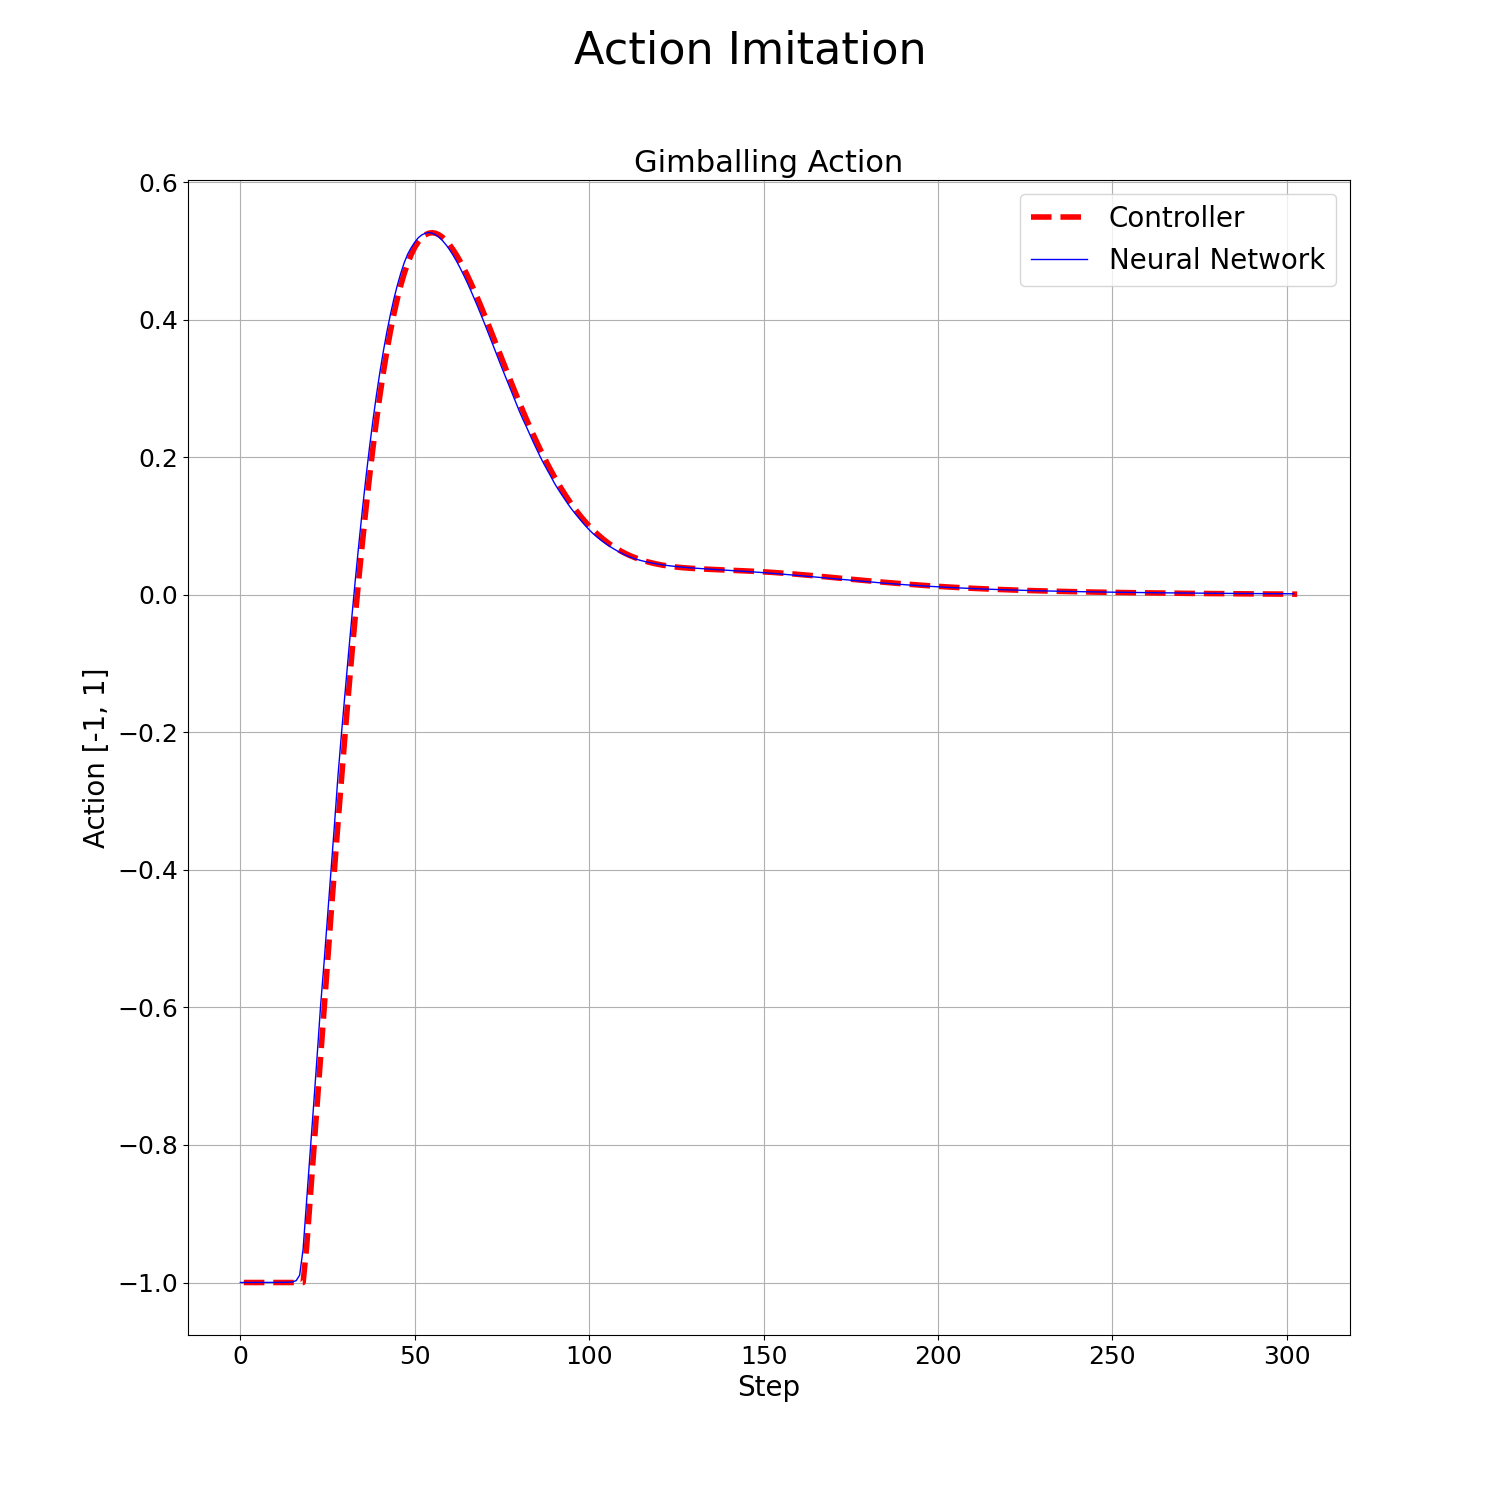 Action Imitation
Gimballing Action
Controller
Neural Network
0.6
0.4
0.2
0.0
−0.2
−0.4
−0.6
−0.8
−1.0
Action [-1, 1]
0 50 100 150 200 250 300
Step